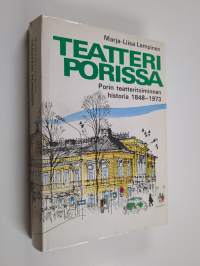 Marja-Liisa Lampinen
TEATTERI
PORISSA
Porin teatteritoiminnan
historia 1848-1973